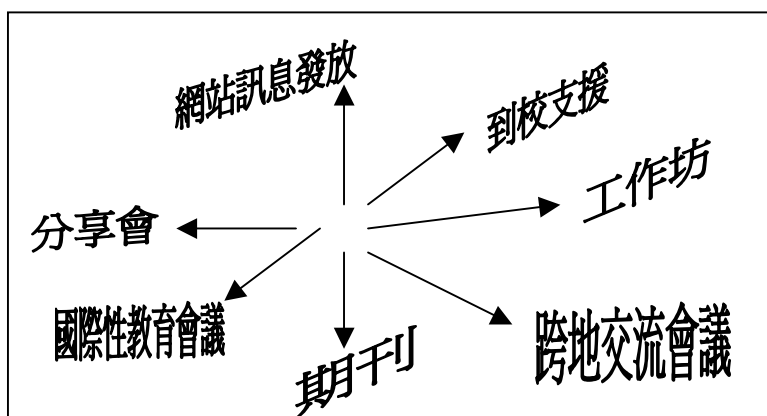 網站訊息發放
到校支援
工作坊
分享會
國際性教育會議
期刊
跨地交流會議